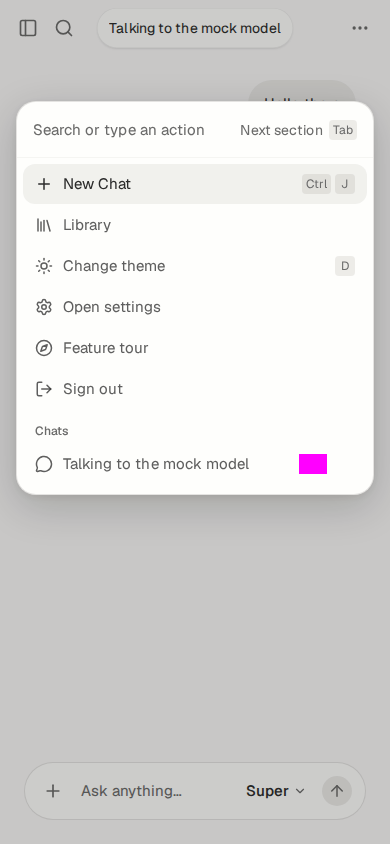 Talking to the mock model
Search or type an action
Next section Tab
New Chat
Ctrl J
Library
Change theme
D
Open settings
Feature tour
Sign out
Chats
Talking to the mock model
Ask anything...
Super